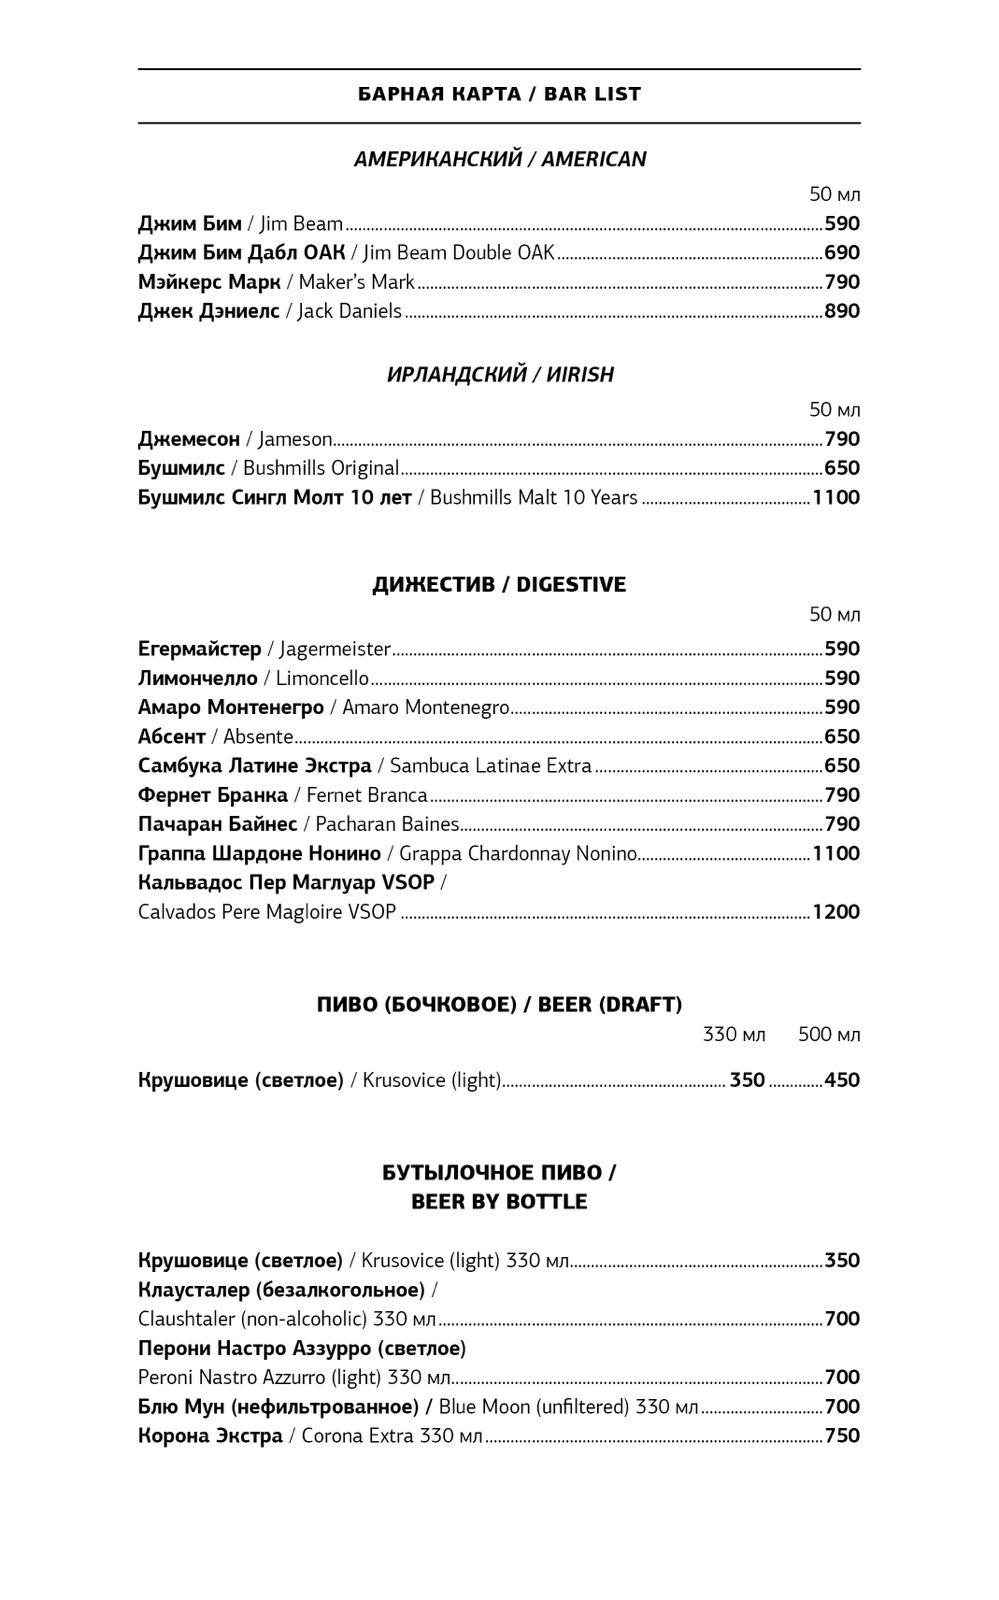 БАРНАЯ КАРТА / BAR LIST
АМЕРИКАНСКИЙ / AMERICAN
50 мл
Джим Бим / Jim Beam 590
Джим Бим Дабл ОАК / Jim Beam Double OAK 690
Мэйкерс Марк / Maker’s Mark 790
Джек Дэниелс / Jack Daniels 890
ИРЛАНДСКИЙ / ИIRISH
50 мл
Джемесон / Jameson 790
Бушмилс / Bushmills Original 650
Бушмилс Сингл Молт 10 лет / Bushmills Malt 10 Years 1100
ДИЖЕСТИВ / DIGESTIVE
50 мл
Егермайстер / Jagermeister 590
Лимончелло / Limoncello 590
Амаро Монтенегро / Amaro Montenegro 590
Абсент / Absente 650
Самбука Латине Экстра / Sambuca Latinae Extra 650
Фернет Бранка / Fernet Branca 790
Пачаран Байнес / Pacharan Baines 790
Граппа Шардоне Нонино / Grappa Chardonnay Nonino 1100
Кальвадос Пер Маглуар VSOP /
Calvados Pere Magloire VSOP 1200
ПИВО (БОЧКОВОЕ) / BEER (DRAFT)
330 мл 500 мл
Крушовице (светлое) / Krusovice (light) 350 450
БУТЫЛОЧНОЕ ПИВО /
BEER BY BOTTLE
Крушовице (светлое) / Krusovice (light) 330 мл 350
Клаусталер (безалкогольное) /
Claushtaler (non-alcoholic) 330 мл 700
Перони Настро Аззурро (светлое)
Peroni Nastro Azzurro (light) 330 мл 700
Блю Мун (нефильтрованное) / Blue Moon (unfiltered) 330 мл 700
Корона Экстра / Corona Extra 330 мл 750